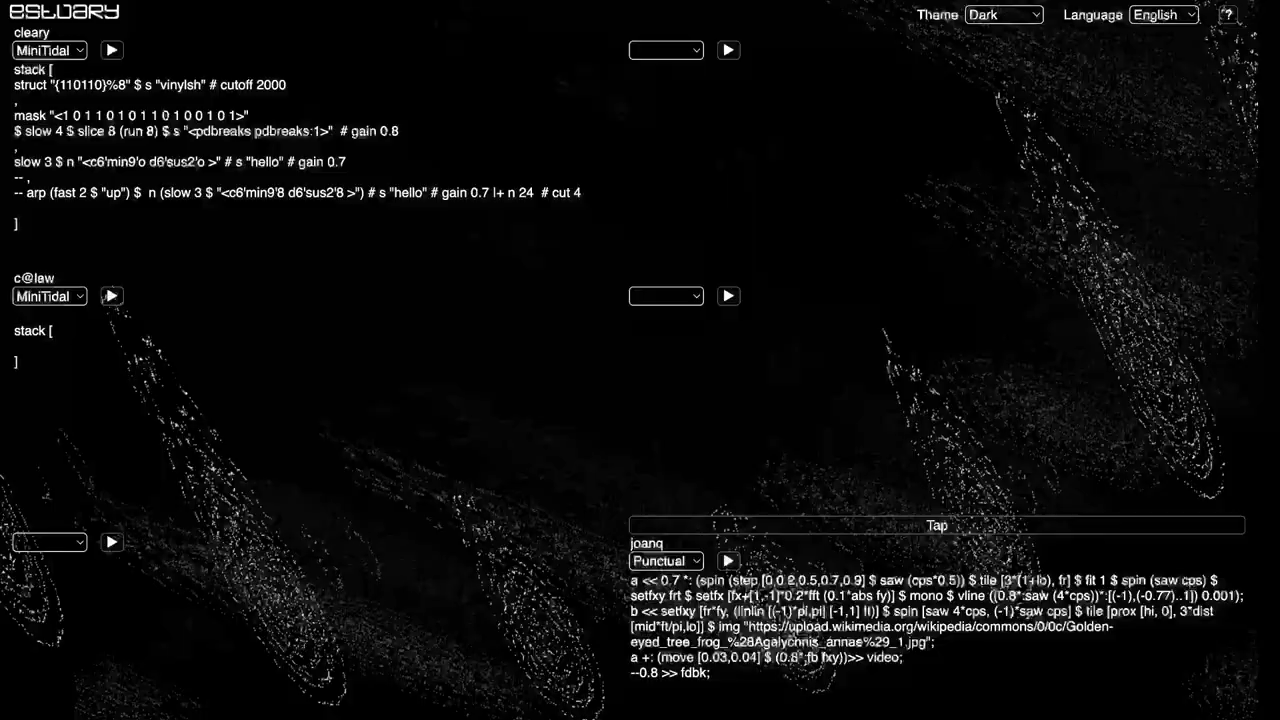 estuary
Theme Dark Language English ?
cleary
MiniTidal
stack [
struct "{110110}%8" $ s "vinylsh" # cutoff 2000
,
mask "<1 0 1 1 0 1 0 1 1 0 1 0 0 1 0 1>"
$ slow 4 $ slice 8 (run 8) $ s "<pdbreaks pdbreaks:1>" # gain 0.8
,
slow 3 $ n "<c6'min9'o d6'sus2'o >" # s "hello" # gain 0.7
-- ,
-- arp (fast 2 $ "up") $ n (slow 3 $ "<c6'min9'8 d6'sus2'8 >") # s "hello" # gain 0.7 |+ n 24 # cut 4
]
c@law
MiniTidal
stack [
]
Tap
joanq
Punctual
a << 0.7 *: (spin (step [0,0.2,0.5,0.7,0.9] $ saw (cps*0.5)) $ tile [3*(1+lo), fr] $ fit 1 $ spin (saw cps) $
setfxy frt $ setfx [fx+[1,-1]*0.2*fft (0.1*abs fy)] $ mono $ vline ((0.8*:saw (4*cps))*:[(-1),(-0.77)..1]) 0.001);
b << setfxy [fr*fy, (linlin [(-1)*pi,pi] [-1,1] ft)] $ spin [saw 4*cps, (-1)*saw cps] $ tile [prox [hi, 0], 3*dist
[mid*ft/pi,lo]] $ img "https://upload.wikimedia.org/wikipedia/commons/0/0c/Golden-
eyed_tree_frog_%28Agalychnis_annae%29_1.jpg";
a +: (move [0.03,0.04] $ (0.8*:fb fxy))>> video;
--0.8 >> fdbk;